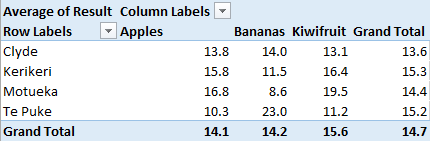 Average of Result Column Labels
Row Labels Apples Bananas Kiwifruit Grand Total
Clyde 13.8 14.0 13.1 13.6
Kerikeri 15.8 11.5 16.4 15.3
Motueka 16.8 8.6 19.5 14.4
Te Puke 10.3 23.0 11.2 15.2
Grand Total 14.1 14.2 15.6 14.7